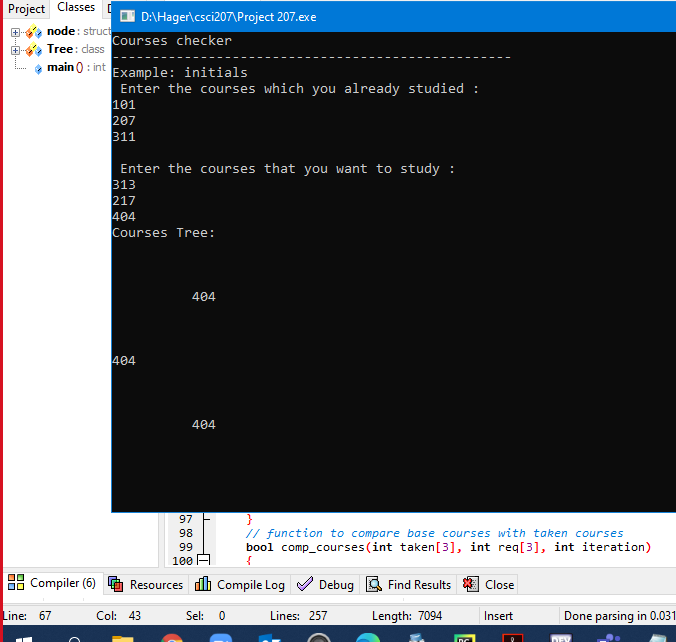 Project Classes
D:\Hager\csci207\Project 207.exe
node : struct
Tree : class
main () : int
Courses checker
--------------------------------------------------
Example: initials
Enter the courses which you already studied :
101
207
311
Enter the courses that you want to study :
313
217
404
Courses Tree:
404
404
404
97 }
98 // function to compare base courses with taken courses
99 bool comp_courses(int taken[3], int req[3], int iteration)
100 {
Compiler (6) Resources Compile Log Debug Find Results Close
Line: 67 Col: 43 Sel: 0 Lines: 257 Length: 7094 Insert Done parsing in 0.031